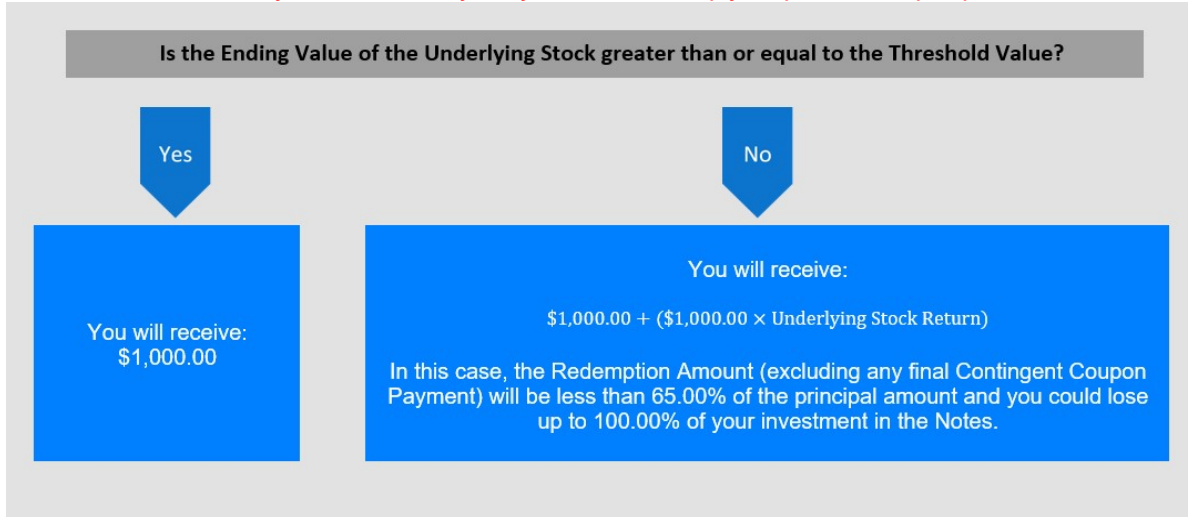 Is the Ending Value of the Underlying Stock greater than or equal to the Threshold Value?
Yes
No
You will receive:
$1,000.00
You will receive:
$1,000.00 + ($1,000.00 × Underlying Stock Return)
In this case, the Redemption Amount (excluding any final Contingent Coupon
Payment) will be less than 65.00% of the principal amount and you could lose
up to 100.00% of your investment in the Notes.